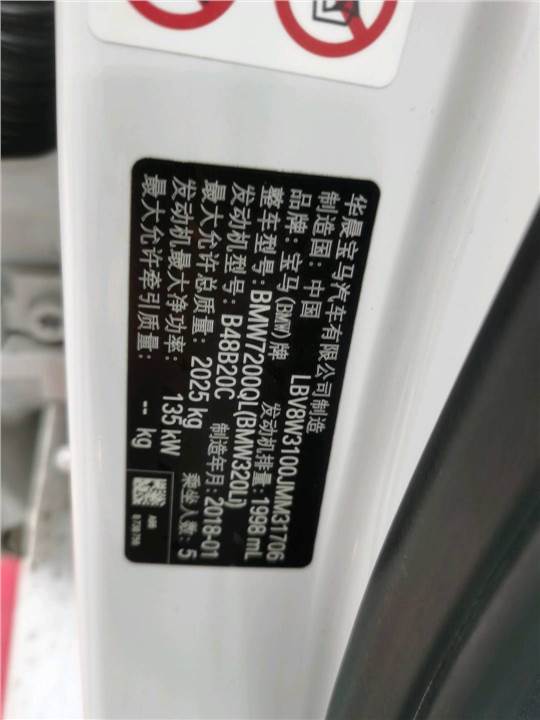 华晨宝马汽车有限公司制造
制造国: 中国 LBV8W3100JMM31706
品牌: 宝马(BMW)牌 发动机排量: 1998 mL
整车型号: BMW7200QL(BMW320Li)
发动机型号: B48B20C 制造年月: 2018-01
最大允许总质量: 2025 kg 乘坐人数: 5
发动机最大净功率: 135 kW
最大允许牵引质量: -- kg